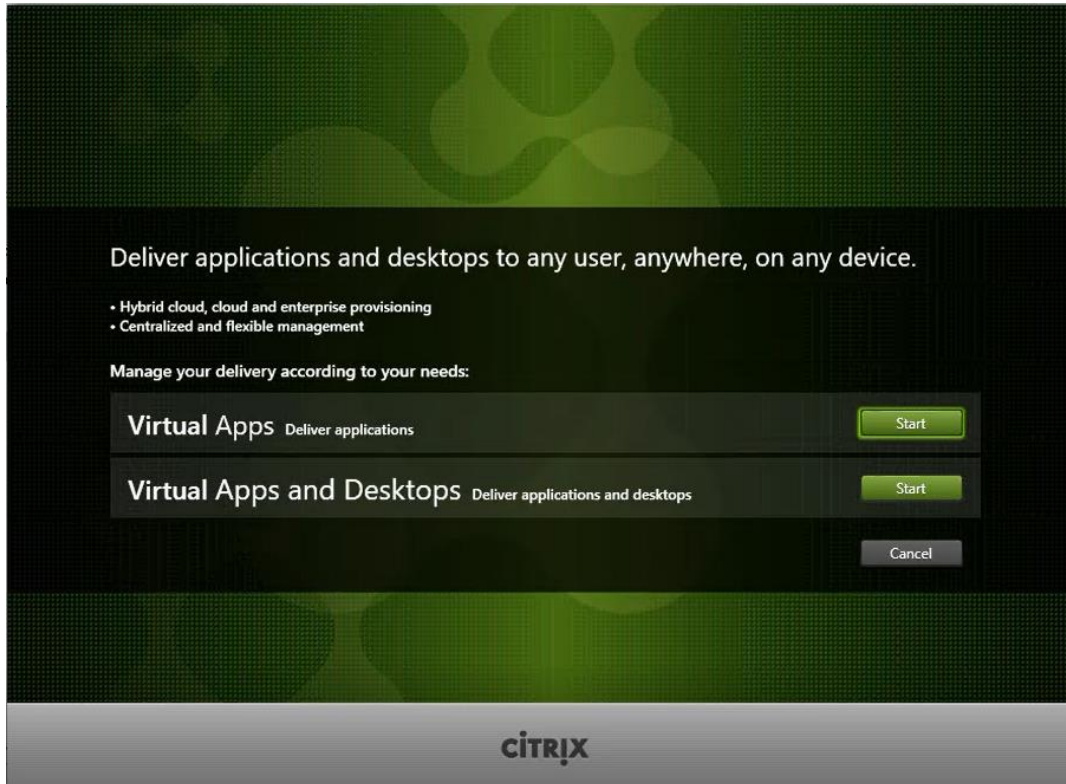 Deliver applications and desktops to any user, anywhere, on any device.
• Hybrid cloud, cloud and enterprise provisioning
• Centralized and flexible management
Manage your delivery according to your needs:
Virtual Apps Deliver applications Start
Virtual Apps and Desktops Deliver applications and desktops Start
Cancel
CİTRIX